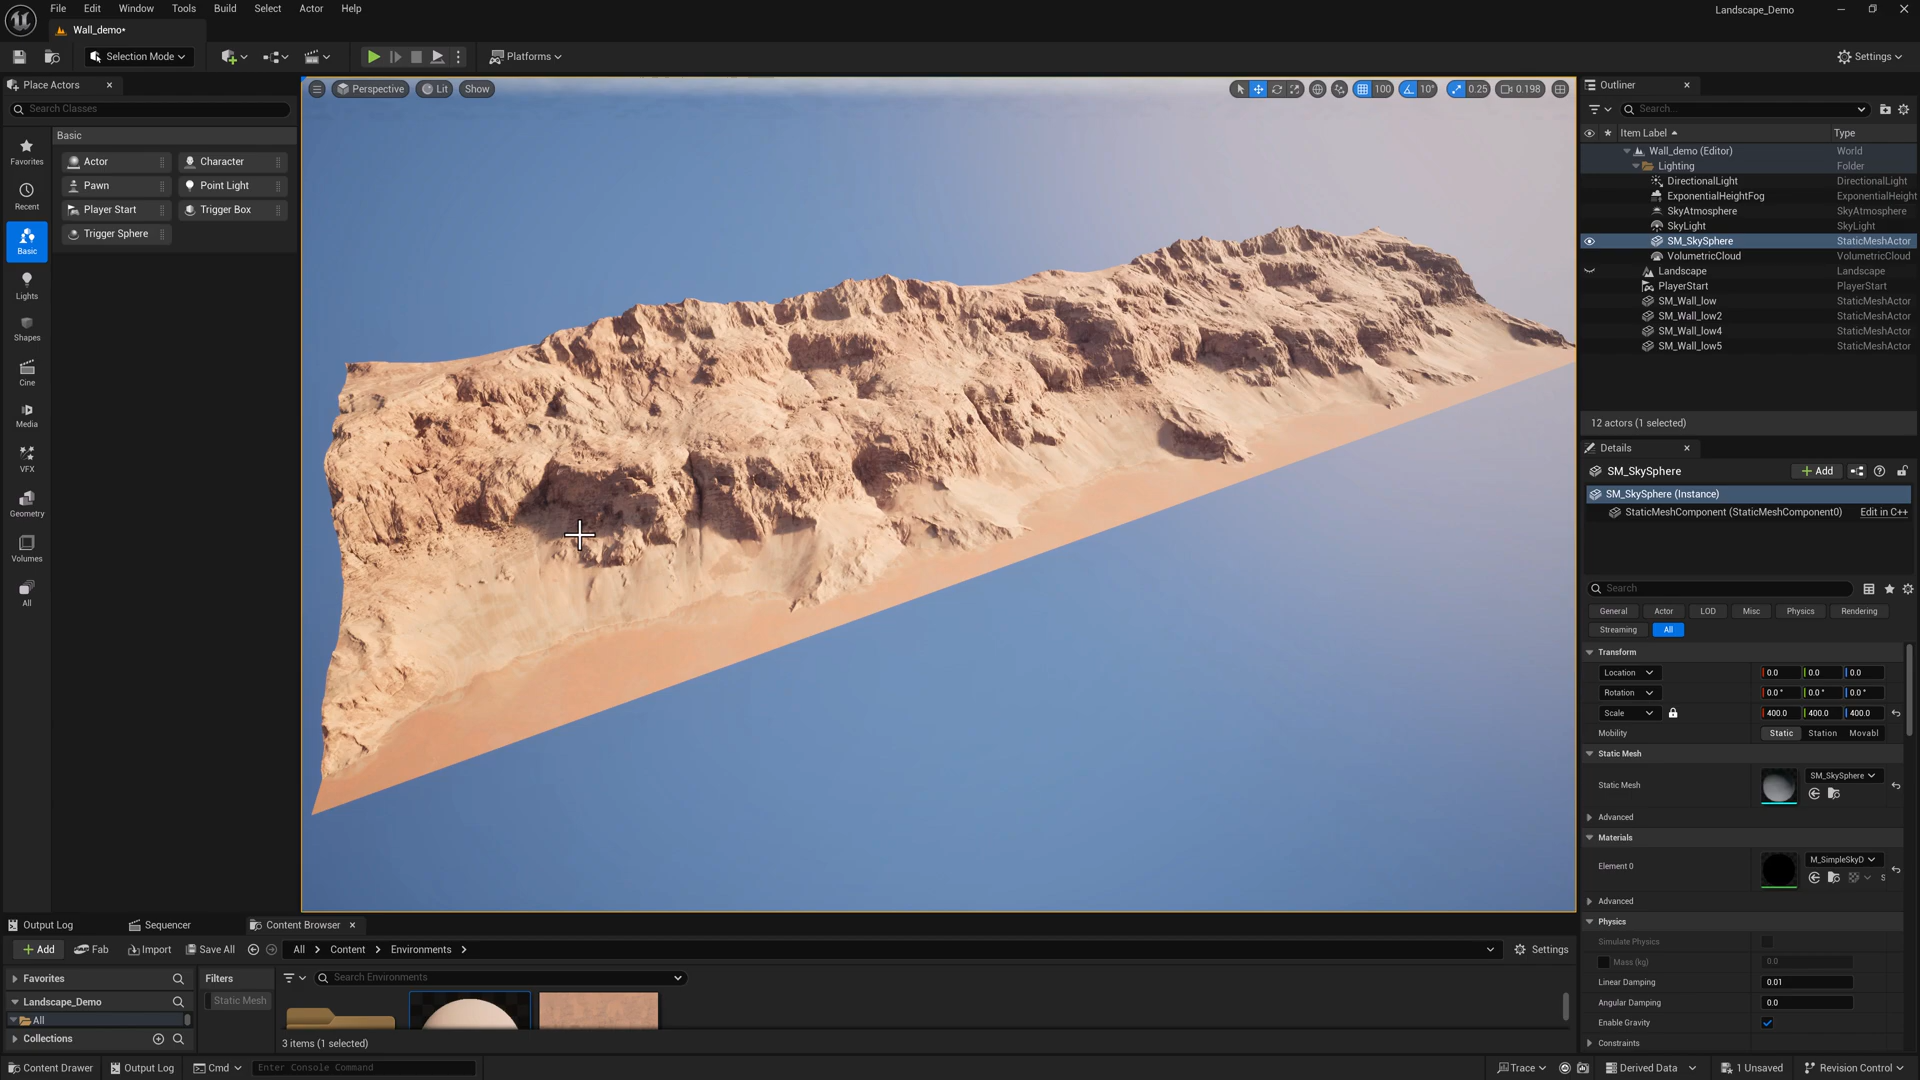 File Edit Window Tools Build Select Actor Help
Landscape_Demo
Wall_demo*
Selection Mode
Platforms
Settings
Place Actors
Search Classes
Basic
Favorites
Recent
Basic
Lights
Shapes
Cine
Media
VFX
Geometry
Volumes
All
Actor Character
Pawn Point Light
Player Start Trigger Box
Trigger Sphere
Perspective Lit Show
100 10° 0.25 0.198
Outliner
Search...
Item Label Type
Wall_demo (Editor) World
Lighting Folder
DirectionalLight DirectionalLight
ExponentialHeightFog ExponentialHeight
SkyAtmosphere SkyAtmosphere
SkyLight SkyLight
SM_SkySphere StaticMeshActor
VolumetricCloud VolumetricCloud
Landscape Landscape
PlayerStart PlayerStart
SM_Wall_low StaticMeshActor
SM_Wall_low2 StaticMeshActor
SM_Wall_low4 StaticMeshActor
SM_Wall_low5 StaticMeshActor
12 actors (1 selected)
Details
SM_SkySphere
+ Add
SM_SkySphere (Instance)
StaticMeshComponent (StaticMeshComponent0) Edit in C++
Search
General Actor LOD Misc Physics Rendering
Streaming All
Transform
Location 0.0 0.0 0.0
Rotation 0.0 ° 0.0 ° 0.0 °
Scale 400.0 400.0 400.0
Mobility Static Station Movabl
Static Mesh
Static Mesh SM_SkySphere
Advanced
Materials
Element 0 M_SimpleSkyD
S
Advanced
Physics
Simulate Physics
Mass (kg) 0.0
Linear Damping 0.01
Angular Damping 0.0
Enable Gravity
Constraints
Output Log Sequencer Content Browser
+ Add Fab Import Save All All > Content > Environments > Settings
Favorites
Landscape_Demo
All
Collections
Filters
Static Mesh
Search Environments
3 items (1 selected)
Content Drawer Output Log Cmd Enter Console Command
Trace Derived Data 1 Unsaved Revision Control